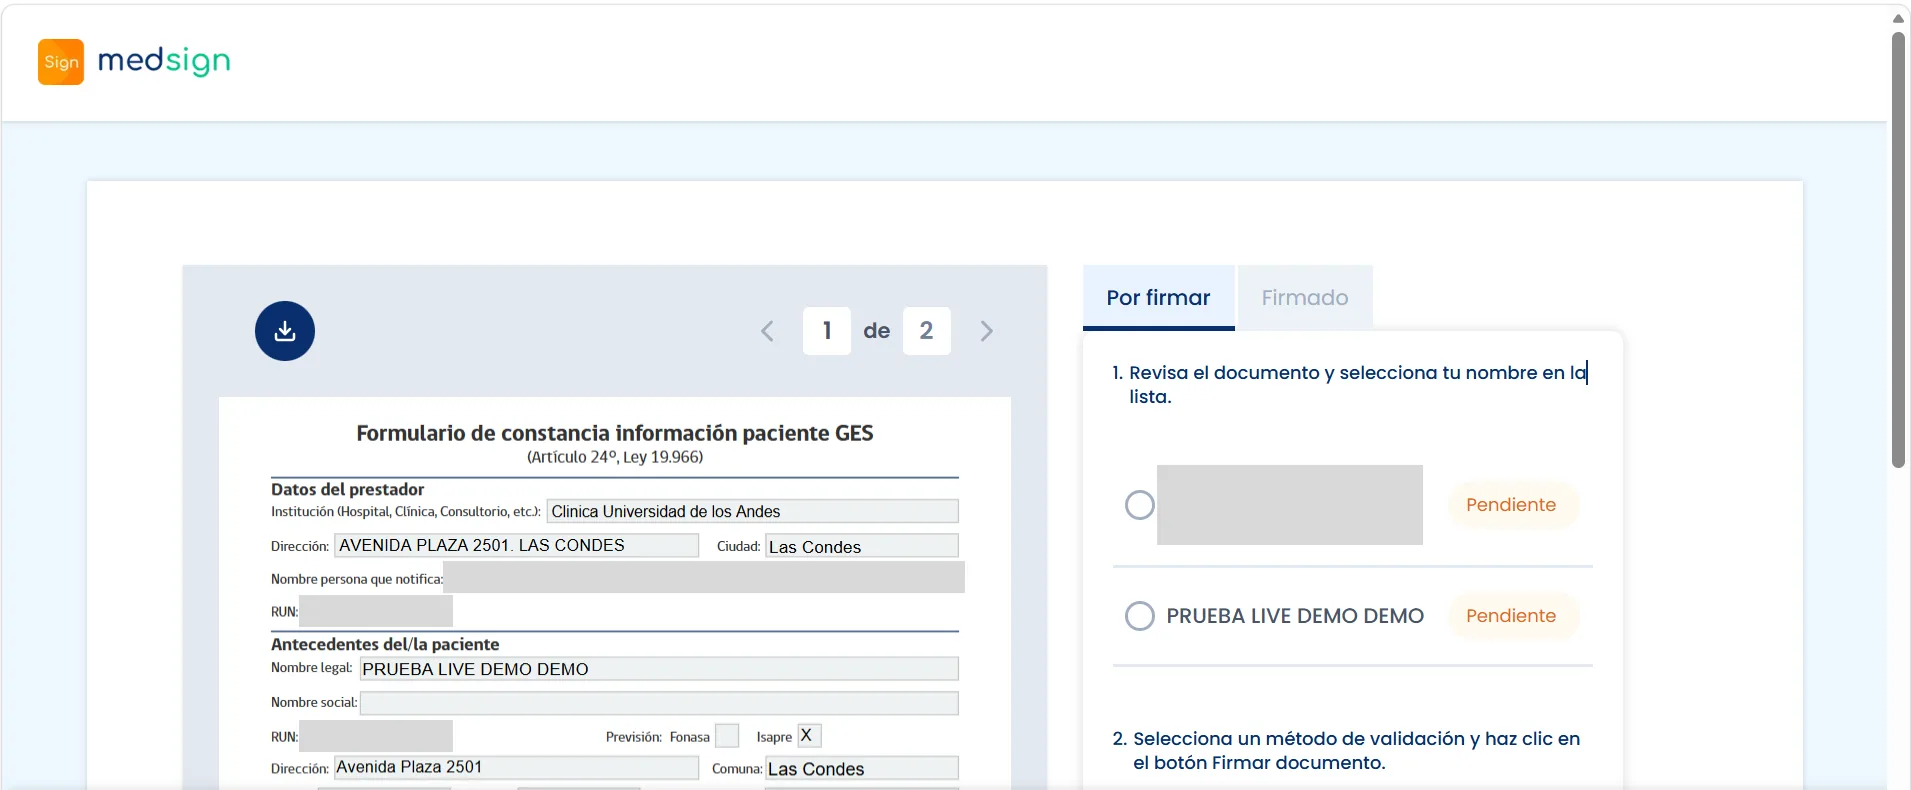 Sign medsign
1 de 2
Formulario de constancia información paciente GES
(Artículo 24º, Ley 19.966)
Datos del prestador
Institución (Hospital, Clínica, Consultorio, etc.): Clinica Universidad de los Andes
Dirección: AVENIDA PLAZA 2501. LAS CONDES Ciudad: Las Condes
Nombre persona que notifica:
RUN:
Antecedentes del/la paciente
Nombre legal: PRUEBA LIVE DEMO DEMO
Nombre social:
RUN: Previsión: Fonasa Isapre X
Dirección: Avenida Plaza 2501 Comuna: Las Condes
Por firmar Firmado
1. Revisa el documento y selecciona tu nombre en la
lista.
Pendiente
PRUEBA LIVE DEMO DEMO Pendiente
2. Selecciona un método de validación y haz clic en
el botón Firmar documento.